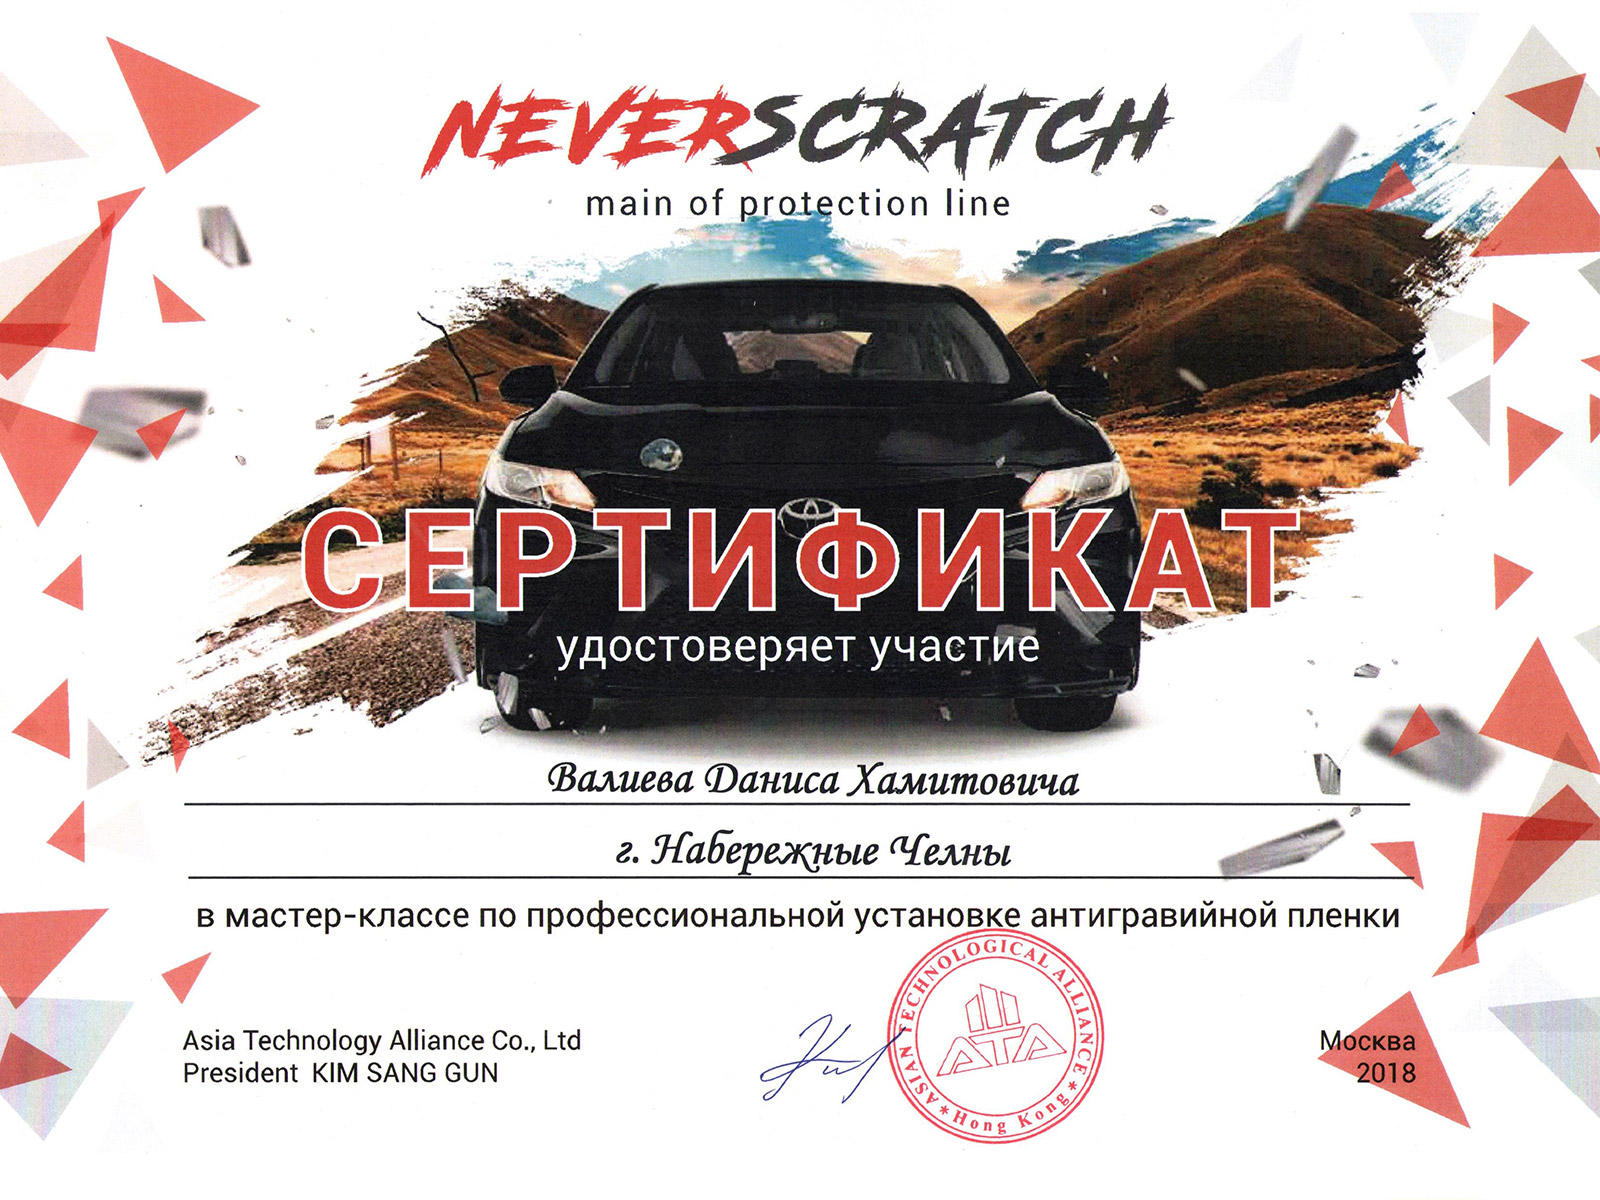 NEVERSCRATCH
main of protection line
СЕРТИФИКАТ
удостоверяет участие
Валиева Даниса Хамитовича
г. Набережные Челны
в мастер-классе по профессиональной установке антигравийной пленки
Asia Technology Alliance Co., Ltd
President KIM SANG GUN
ASIAN TECHNOLOGICAL ALLIANCE
ATA
* Hong Kong *
Москва
2018